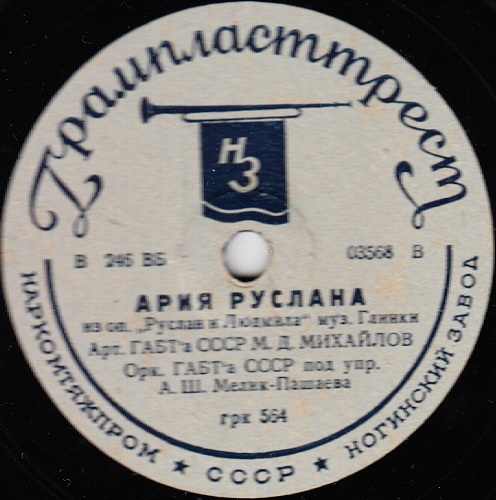 Грампласттрест
НЗ
В 246 ВБ
03568 В
АРИЯ РУСЛАНА
из оп. „Руслан и Людмила" муз. Глинки
Арт. ГАБТ'а СССР М. Д. МИХАЙЛОВ
Орк. ГАБТ'а СССР под упр.
А. Ш. Мелик-Пашаева
грк 564
НАРКОМТЯЖПРОМ ★ СССР ★ НОГИНСКИЙ ЗАВОД